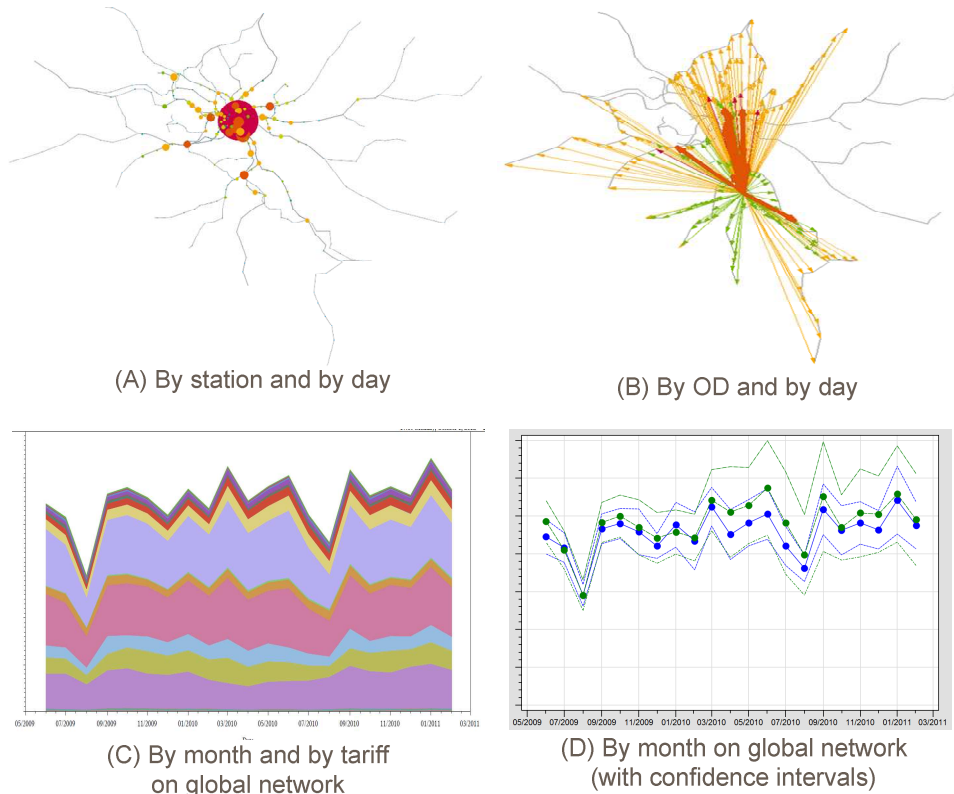 (A) By station and by day
(B) By OD and by day
05/2009 07/2009 09/2009 11/2009 01/2010 03/2010 05/2010 07/2010 09/2010 11/2010 01/2011 03/2011
(C) By month and by tariff
on global network
05/2009 07/2009 09/2009 11/2009 01/2010 03/2010 05/2010 07/2010 09/2010 11/2010 01/2011 03/2011
(D) By month on global network
(with confidence intervals)